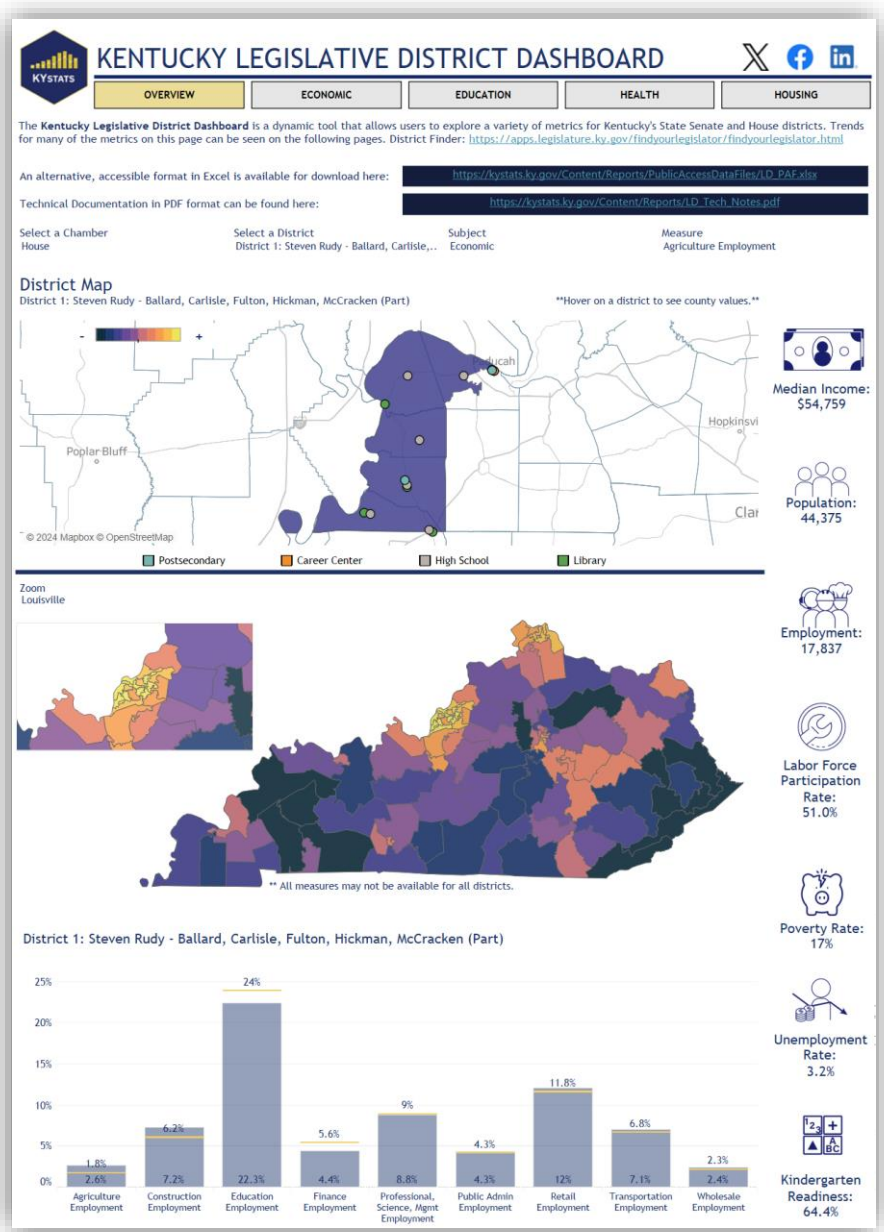 KYSTATS
KENTUCKY LEGISLATIVE DISTRICT DASHBOARD
OVERVIEW
ECONOMIC
EDUCATION
HEALTH
HOUSING
The Kentucky Legislative District Dashboard is a dynamic tool that allows users to explore a variety of metrics for Kentucky's State Senate and House districts. Trends
for many of the metrics on this page can be seen on the following pages. District Finder: https://apps.legislature.ky.gov/findyourlegislator/findyourlegislator.html
An alternative, accessible format in Excel is available for download here:
https://kystats.ky.gov/Content/Reports/PublicAccessDataFiles/LD_PAF.xlsx
Technical Documentation in PDF format can be found here:
https://kystats.ky.gov/Content/Reports/LD_Tech_Notes.pdf
Select a Chamber
House
Select a District
District 1: Steven Rudy - Ballard, Carlisle,..
Subject
Economic
Measure
Agriculture Employment
District Map
District 1: Steven Rudy - Ballard, Carlisle, Fulton, Hickman, McCracken (Part)
**Hover on a district to see county values.**
- +
Paducah
Hopkinsvi
Poplar Bluff
Clar
© 2024 Mapbox © OpenStreetMap
Postsecondary
Career Center
High School
Library
Median Income:
$54,759
Population:
44,375
Employment:
17,837
Labor Force
Participation
Rate:
51.0%
Poverty Rate:
17%
Unemployment
Rate:
3.2%
123 +
A BC
Kindergarten
Readiness:
64.4%
Zoom
Louisville
** All measures may not be available for all districts.
District 1: Steven Rudy - Ballard, Carlisle, Fulton, Hickman, McCracken (Part)
25%
20%
15%
10%
5%
0%
1.8%
6.2%
24%
5.6%
9%
4.3%
11.8%
6.8%
2.3%
2.6%
7.2%
22.3%
4.4%
8.8%
4.3%
12%
7.1%
2.4%
Agriculture
Employment
Construction
Employment
Education
Employment
Finance
Employment
Professional,
Science, Mgmt
Employment
Public Admin
Employment
Retail
Employment
Transportation
Employment
Wholesale
Employment